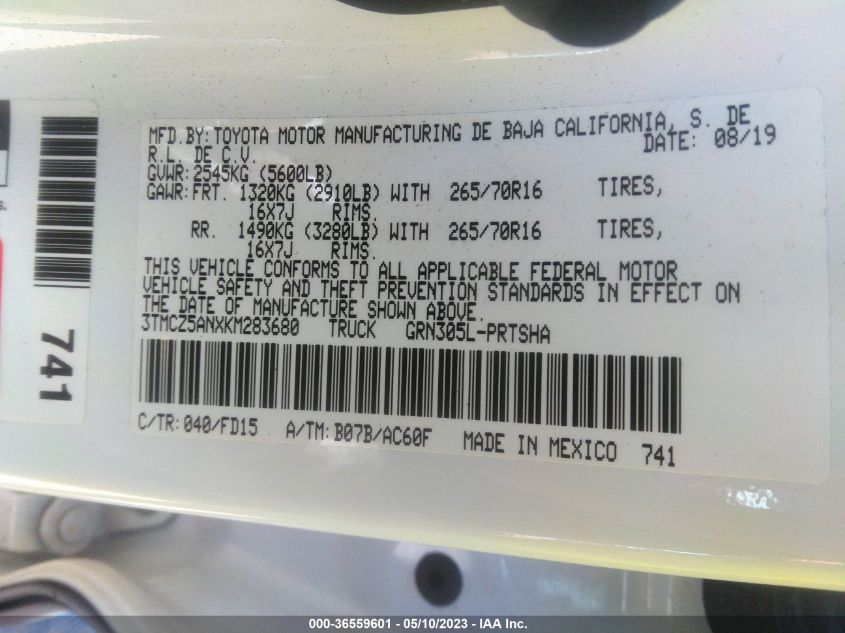 MFD.BY:TOYOTA MOTOR MANUFACTURING DE BAJA CALIFORNIA, S. DE
R.L. DE C.V. DATE: 08/19
GVWR:2545KG (5600LB)
GAWR:FRT. 1320KG (2910LB) WITH 265/70R16 TIRES,
16X7J RIMS.
RR. 1490KG (3280LB) WITH 265/70R16 TIRES,
16X7J RIMS.
THIS VEHICLE CONFORMS TO ALL APPLICABLE FEDERAL MOTOR
VEHICLE SAFETY AND THEFT PREVENTION STANDARDS IN EFFECT ON
THE DATE OF MANUFACTURE SHOWN ABOVE.
3TMCZ5ANXKM283680 TRUCK GRN305L-PRTSHA
C/TR:040/FD15 A/TM:B07B/AC60F MADE IN MEXICO 741
741
000-36559601 - 05/10/2023 - IAA Inc.